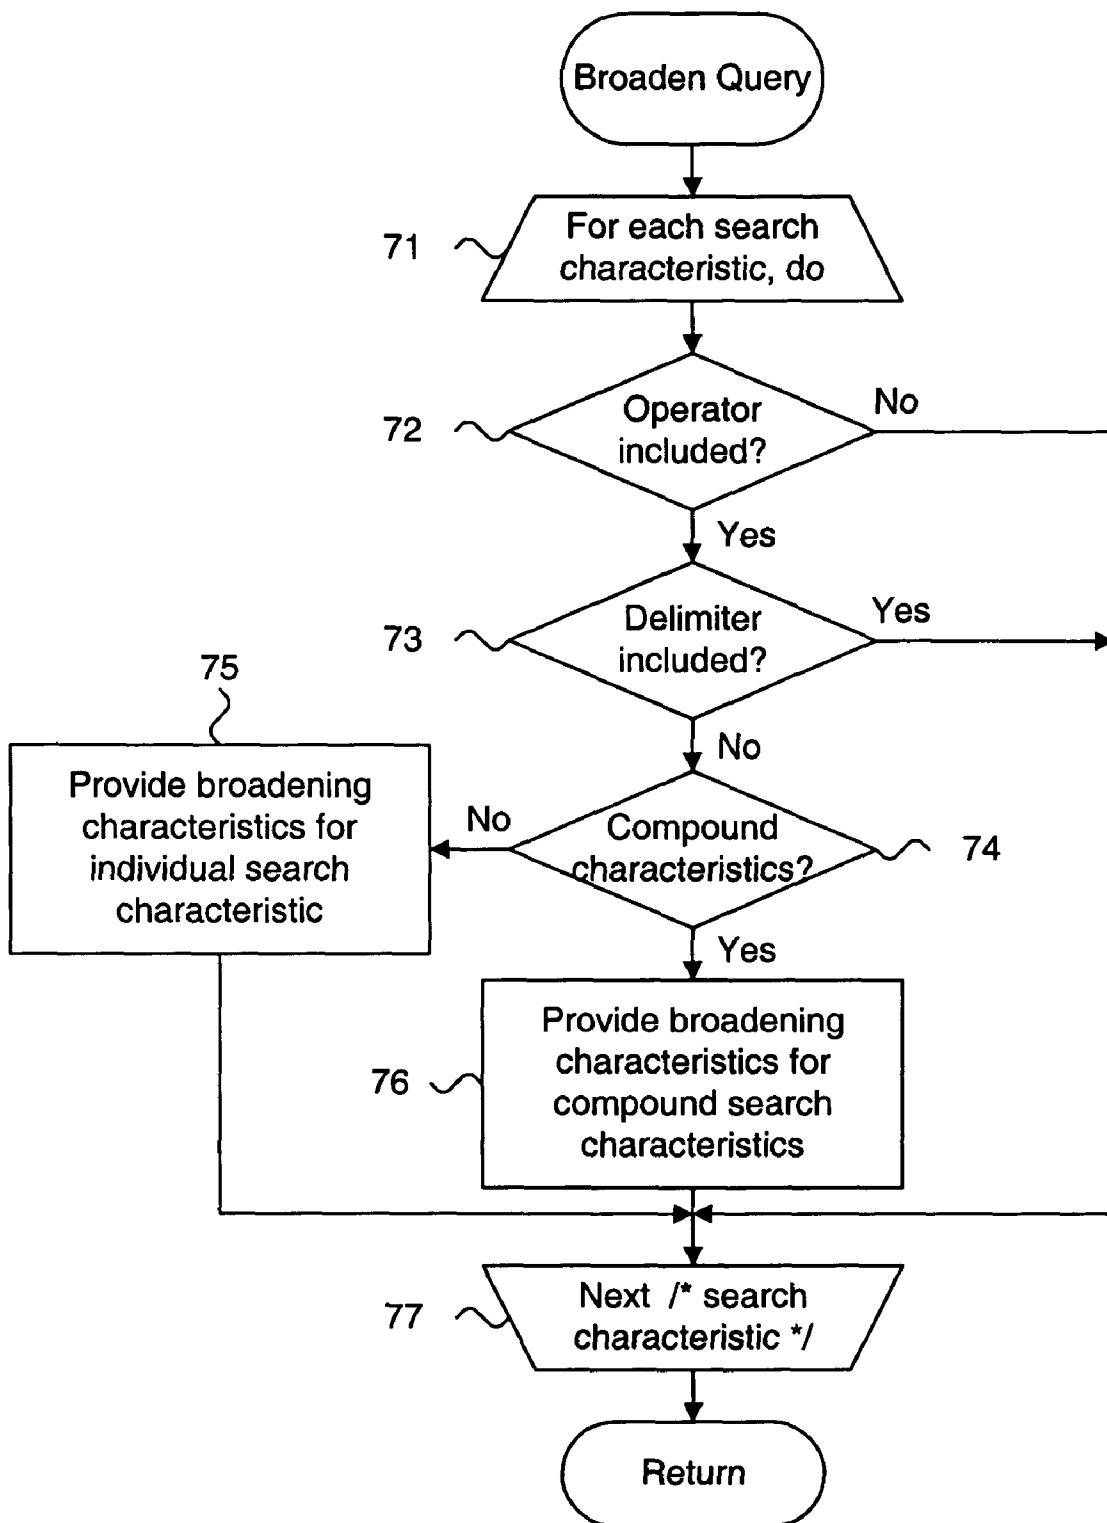 Broaden Query
71
For each search
characteristic, do
72
Operator
included?
No
Yes
73
Delimiter
included?
Yes
No
75
Provide broadening
characteristics for
individual search
characteristic
No
Compound
characteristics?
74
Yes
76
Provide broadening
characteristics for
compound search
characteristics
77
Next /* search
characteristic */
Return